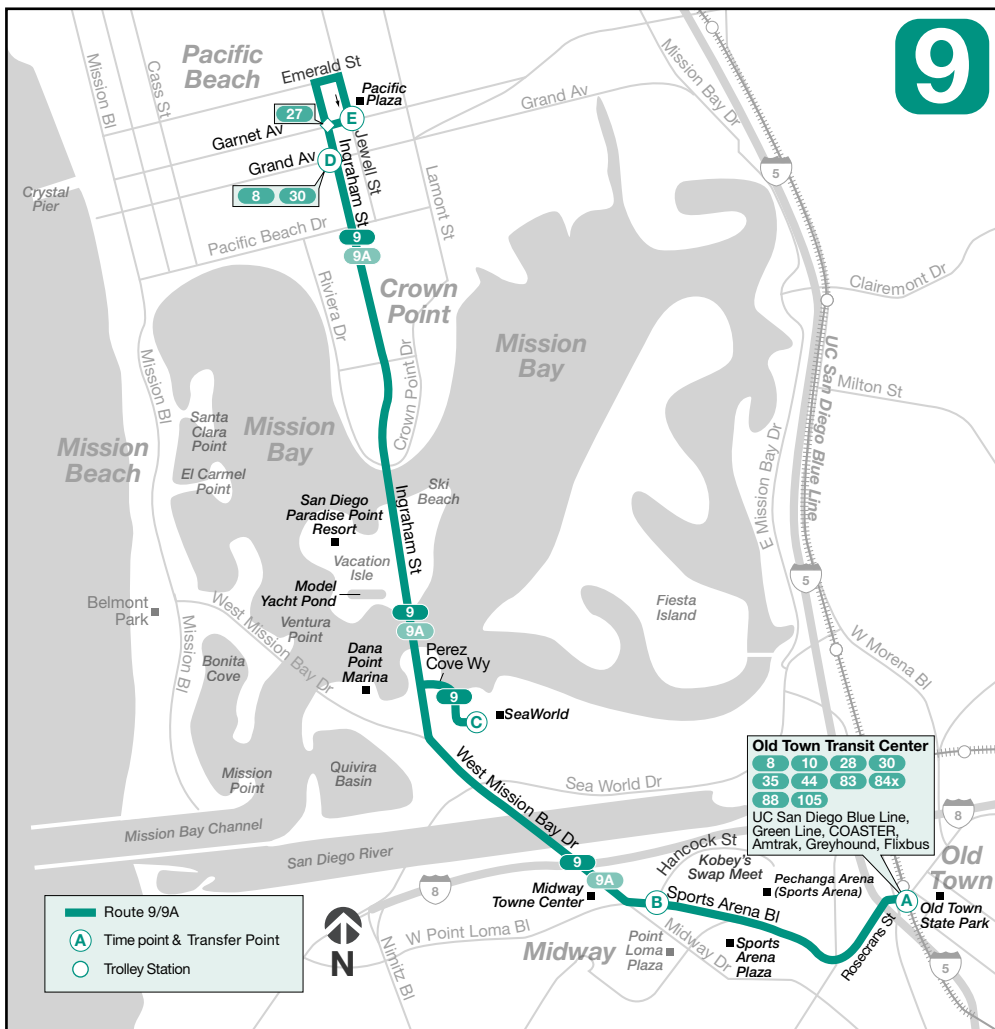 9
Pacific
Beach
Mission Bl
Cass St
Emerald St
Pacific
Plaza
27
E
Garnet Av
Grand Av
Mission Bay Dr
Grand Av
D
8 30
Ingraham St
Jewell St
Lamont St
5
Crystal
Pier
Pacific Beach Dr
9
9A
Riviera Dr
Crown
Point
Clairemont Dr
Mission
Bay
UC San Diego Blue Line
Mission Bl
Crown Point Dr
Milton St
Santa
Clara
Point
Mission
Bay
Mission
Beach
El Carmel
Point
Ski
Beach
E Mission Bay Dr
San Diego
Paradise Point
Resort
Ingraham St
Vacation
Isle
5
Model
Yacht Pond
Belmont
Park
West Mission Bay Dr
Ventura
Point
9
9A
Fiesta
Island
W Morena Bl
Mission Bl
Bonita
Cove
Dana
Point
Marina
Perez
Cove Wy
9
C
SeaWorld
West Mission Bay Dr
Mission
Point
Quivira
Basin
Sea World Dr
Old Town Transit Center
8 10 28 30
35 44 83 84x
88 105
UC San Diego Blue Line,
Green Line, COASTER,
Amtrak, Greyhound, Flixbus
8
Mission Bay Channel
San Diego River
Hancock St
Kobey's
Swap Meet
9
9A
8
Midway
Towne Center
B
Sports Arena Bl
Pechanga Arena
(Sports Arena)
Old
Town
A
Old Town
State Park
W Point Loma Bl
Nimitz Bl
Midway
Point
Loma
Plaza
Midway Dr
Sports
Arena
Plaza
Rosecrans St
5
Route 9/9A
A Time point & Transfer Point
Trolley Station
N